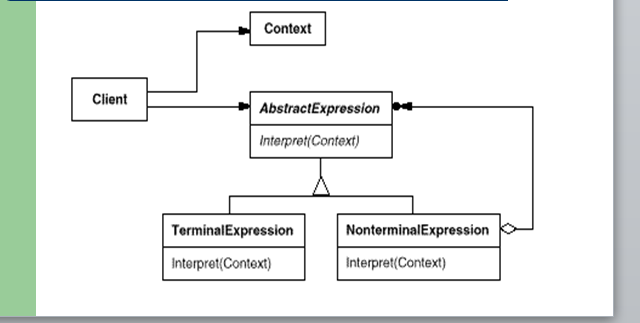 Context
Client
AbstractExpression
Interpret(Context)
TerminalExpression
Interpret(Context)
NonterminalExpression
Interpret(Context)